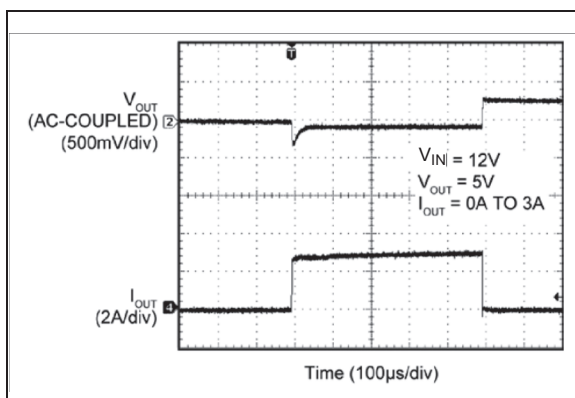 T
V_OUT
(AC-COUPLED) 2
(500mV/div)
V_IN = 12V
V_OUT = 5V
I_OUT = 0A TO 3A
I_OUT 4
(2A/div)
Time (100µs/div)